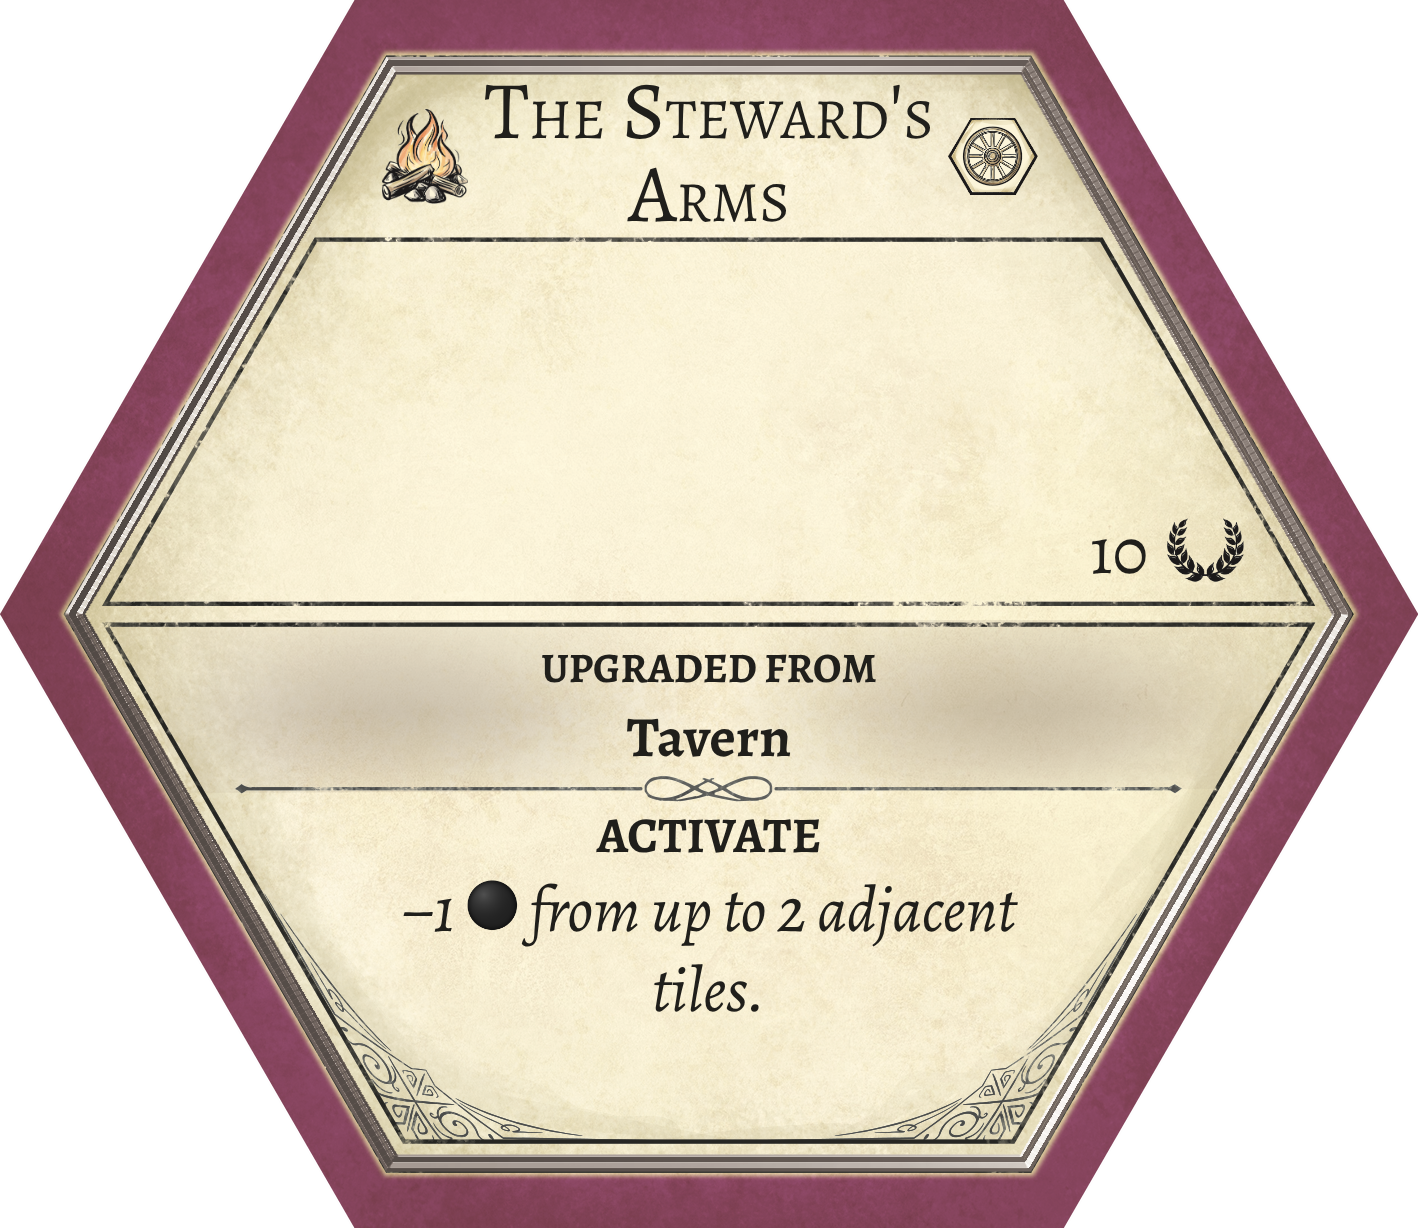 The Steward's
Arms
10
UPGRADED FROM
Tavern
ACTIVATE
–1 from up to 2 adjacent
tiles.